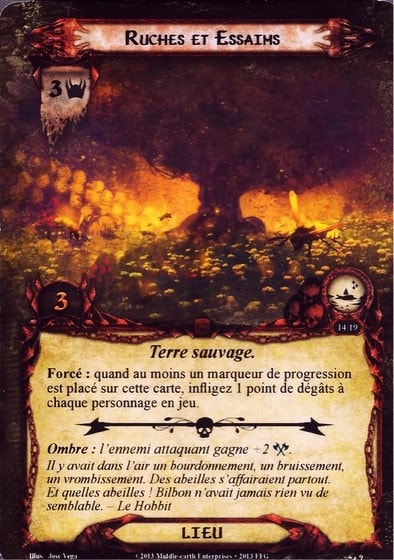 RUCHES ET ESSAIMS
3
3
14-19
Terre sauvage.
Forcé : quand au moins un marqueur de progression
est placé sur cette carte, infligez 1 point de dégâts à
chaque personnage en jeu.
Ombre : l'ennemi attaquant gagne +2
Il y avait dans l'air un bourdonnement, un bruissement,
un vrombissement. Des abeilles s'affairaient partout.
Et quelles abeilles ! Bilbon n'avait jamais rien vu de
semblable. – Le Hobbit
LIEU
Illus. Jose Vega © 2013 Middle-earth Enterprises • 2013 FFG